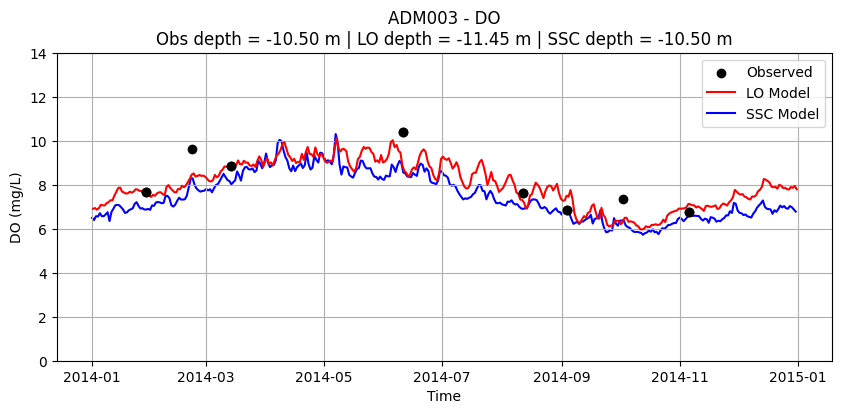 ADM003 - DO
Obs depth = -10.50 m | LO depth = -11.45 m | SSC depth = -10.50 m
DO (mg/L)
14
12
10
8
6
4
2
0
Observed
LO Model
SSC Model
2014-01
2014-03
2014-05
2014-07
2014-09
2014-11
2015-01
Time